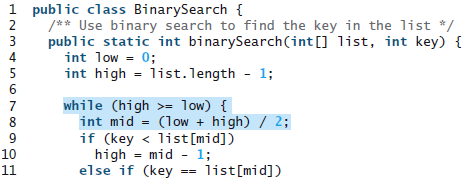 1 public class BinarySearch {
2 /** Use binary search to find the key in the list */
3 public static int binarySearch(int[] list, int key) {
4 int low = 0;
5 int high = list.length - 1;
6
7 while (high >= low) {
8 int mid = (low + high) / 2;
9 if (key < list[mid])
10 high = mid - 1;
11 else if (key == list[mid])